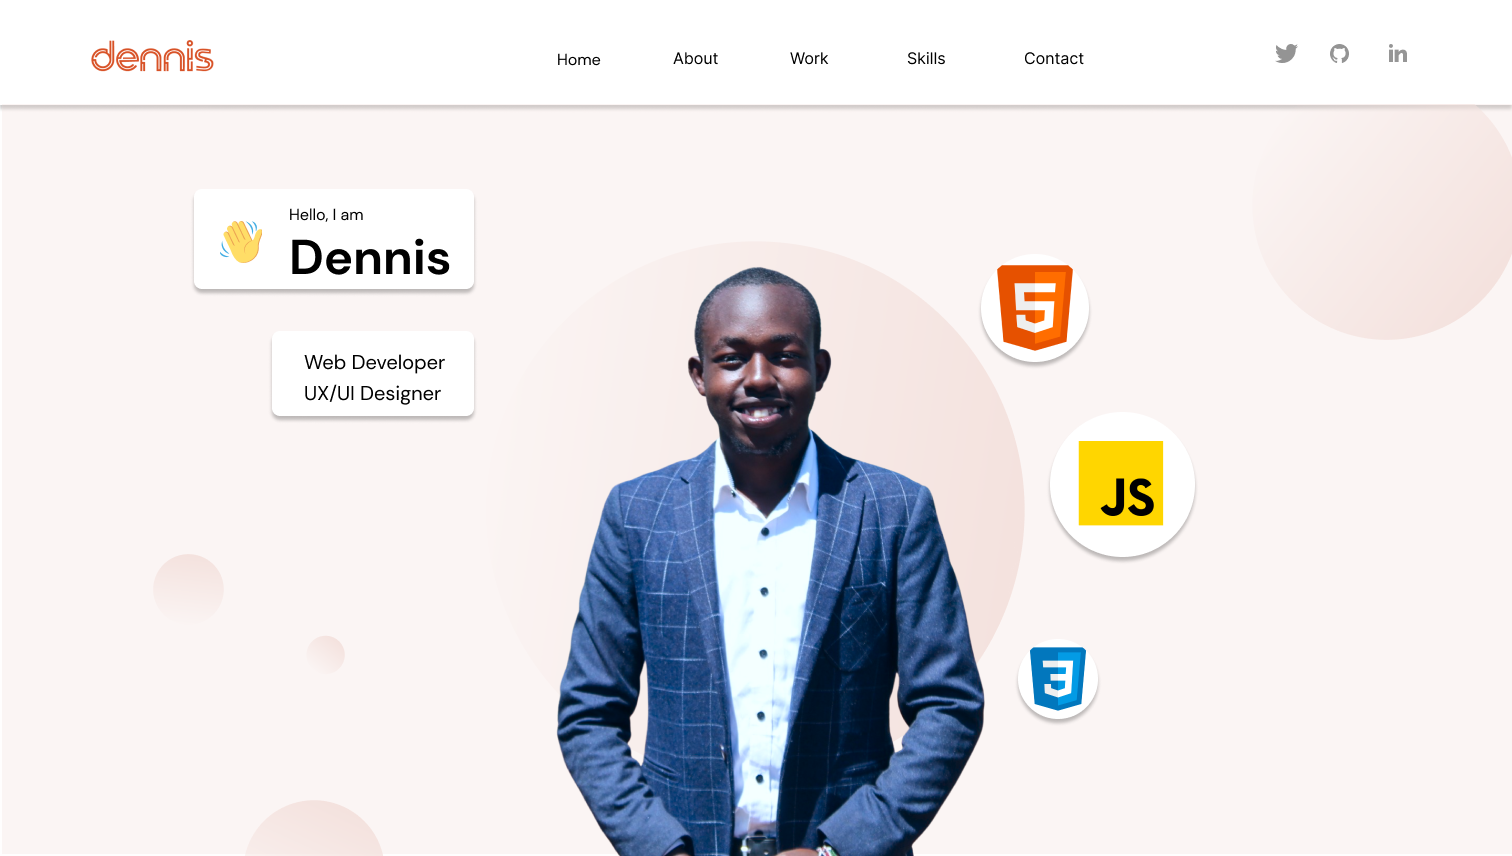 dennis
Home
About
Work
Skills
Contact
in
Hello, I am
Dennis
Web Developer
UX/UI Designer
5
JS
3